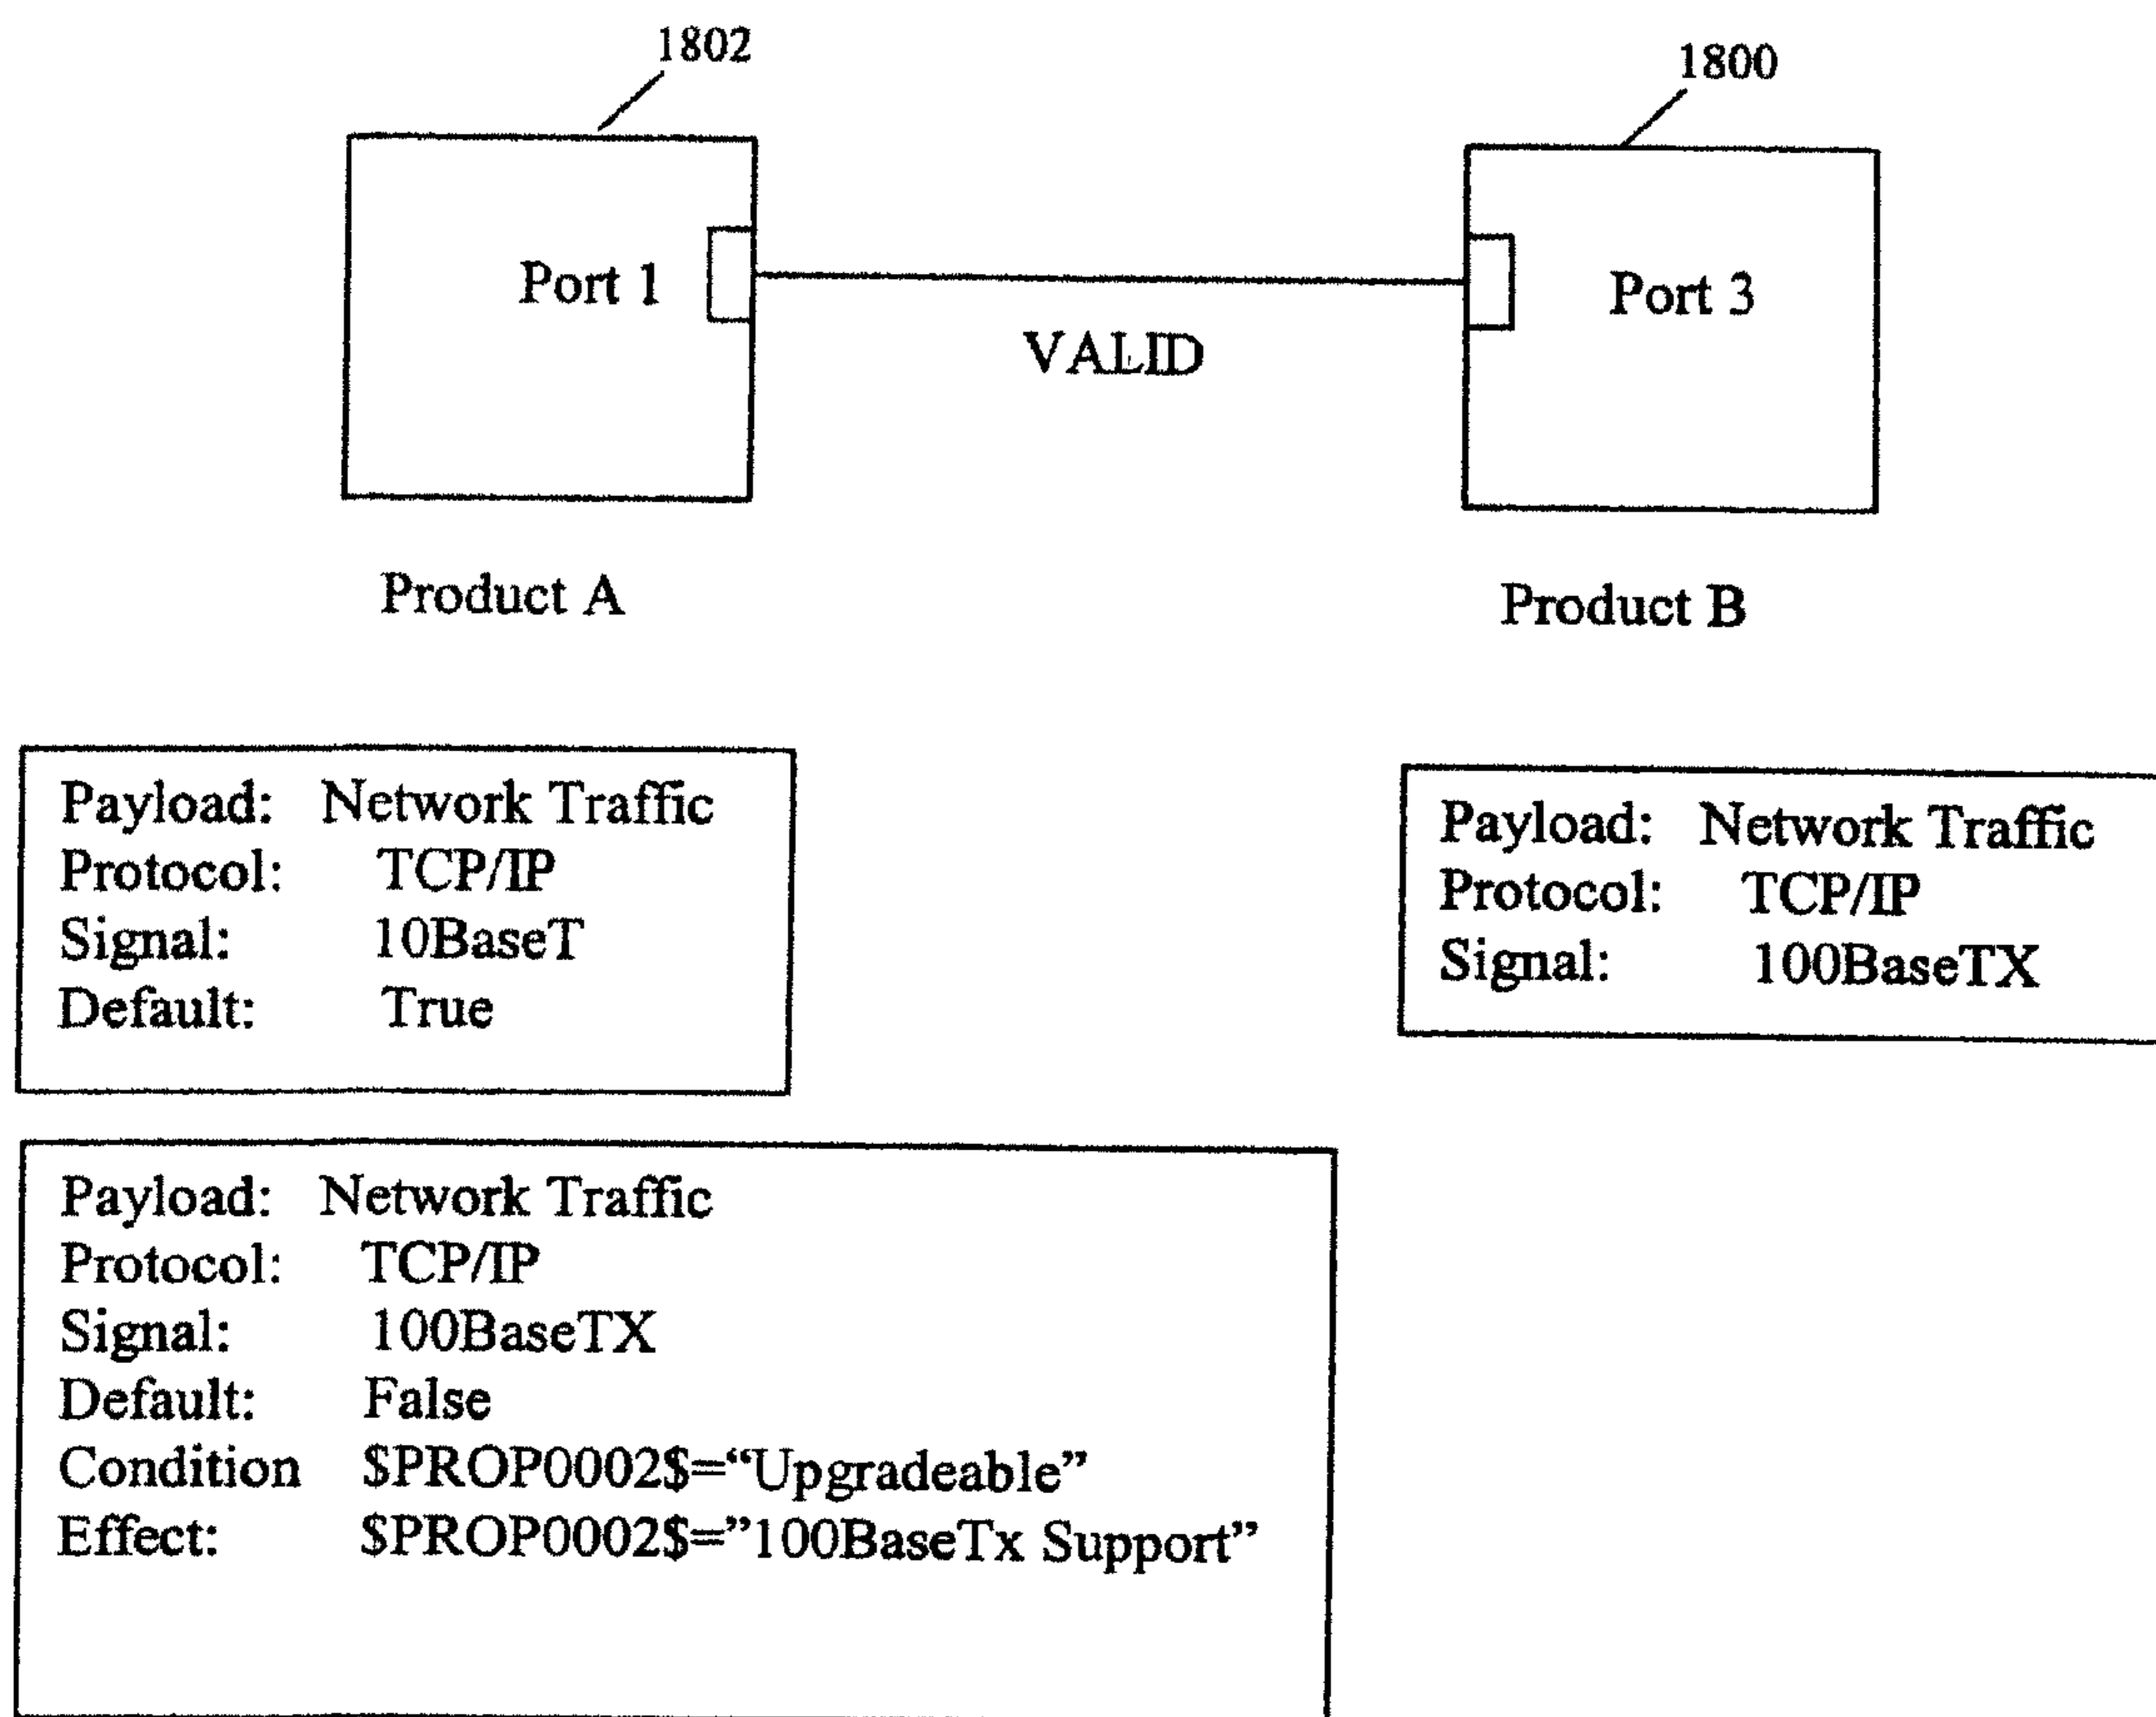 1802
1800
Port 1
Port 3
VALID
Product A
Product B
Payload: Network Traffic
Protocol: TCP/IP
Signal: 10BaseT
Default: True
Payload: Network Traffic
Protocol: TCP/IP
Signal: 100BaseTX
Payload: Network Traffic
Protocol: TCP/IP
Signal: 100BaseTX
Default: False
Condition $PROP0002$=“Upgradeable”
Effect: $PROP0002$=”100BaseTx Support”